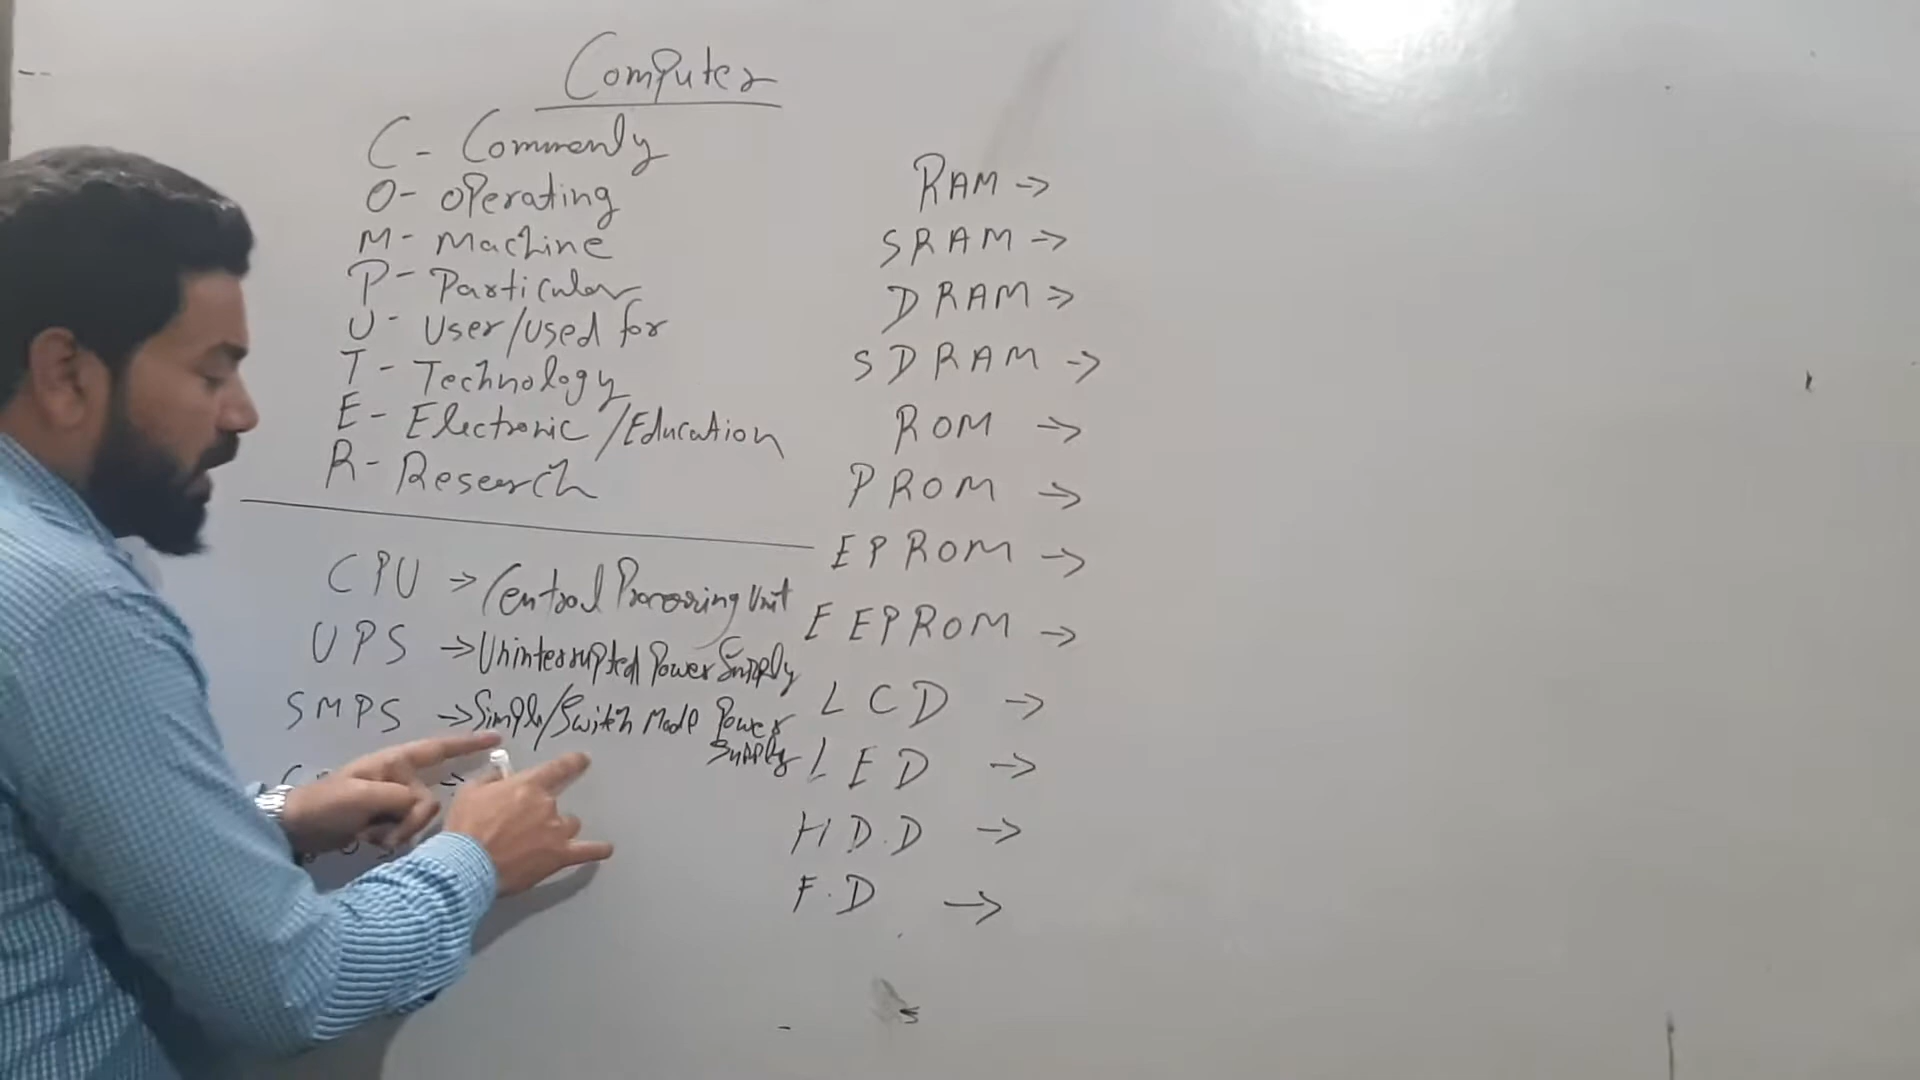 Computer
C - Commonly
O - operating
M - Machine
P - Particular
U - User/Used for
T - Technology
E - Electronic/Education
R - Research
CPU → Central Processing Unit
UPS → Uninterrupted Power Supply
SMPS → Simple/Switch Mode Power
Supply
RAM →
SRAM →
DRAM →
SDRAM →
ROM →
PROM →
EPROM →
EEPROM →
LCD →
LED →
H D.D →
F.D →